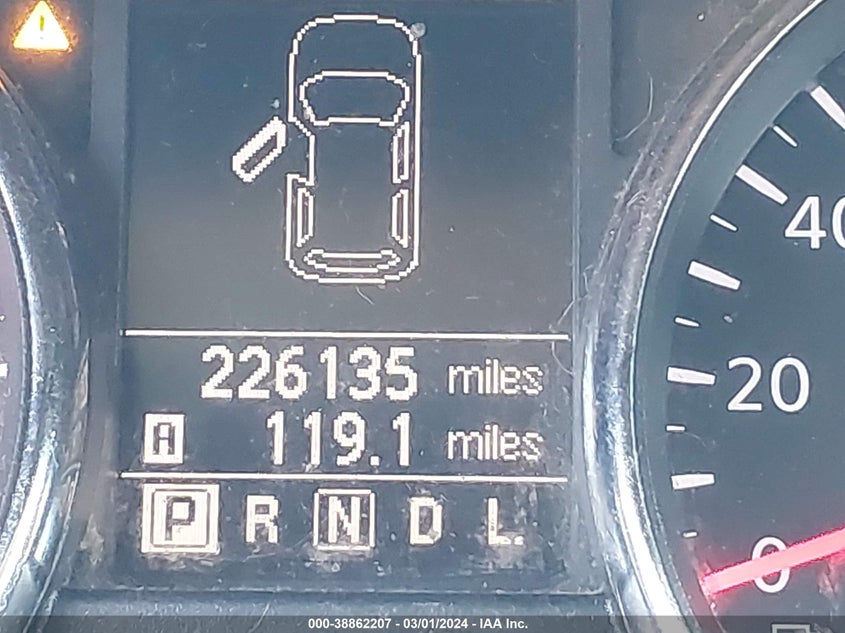 226135 miles
A 119.1 miles
P R N D L
40
20
0
000-38862207 - 03/01/2024 - IAA Inc.